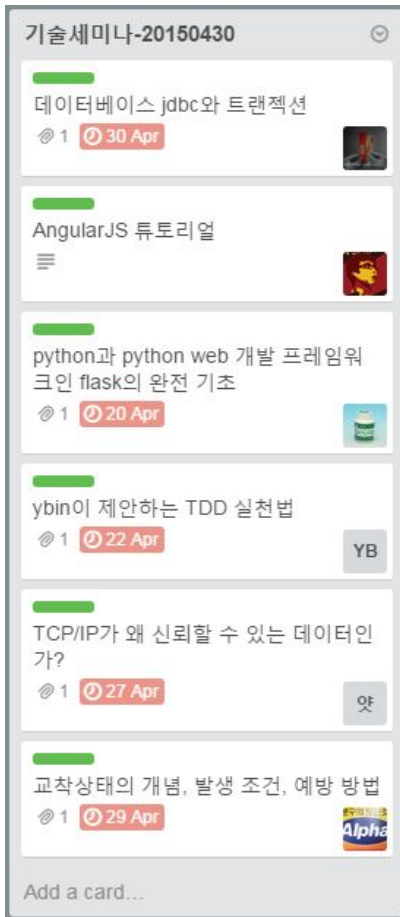 기술세미나-20150430
데이터베이스 jdbc와 트랜젝션
1 30 Apr
AngularJS 튜토리얼
python과 python web 개발 프레임워
크인 flask의 완전 기초
1 20 Apr
ybin이 제안하는 TDD 실천법
1 22 Apr
YB
TCP/IP가 왜 신뢰할 수 있는 데이터인
가?
1 27 Apr
얏
교착상태의 개념, 발생 조건, 예방 방법
1 29 Apr
Alpha
Add a card...